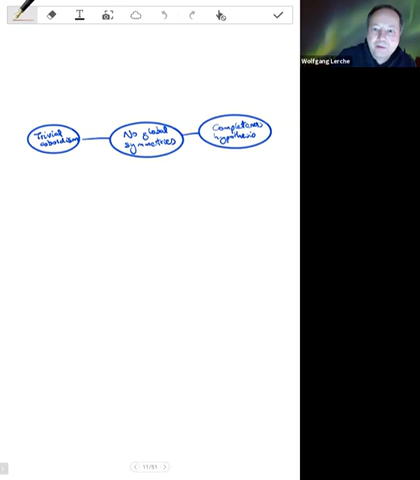 Wolfgang Lerche
Trivial
cobordism
No global
symmetries
Completeness
hypothesis
11/51